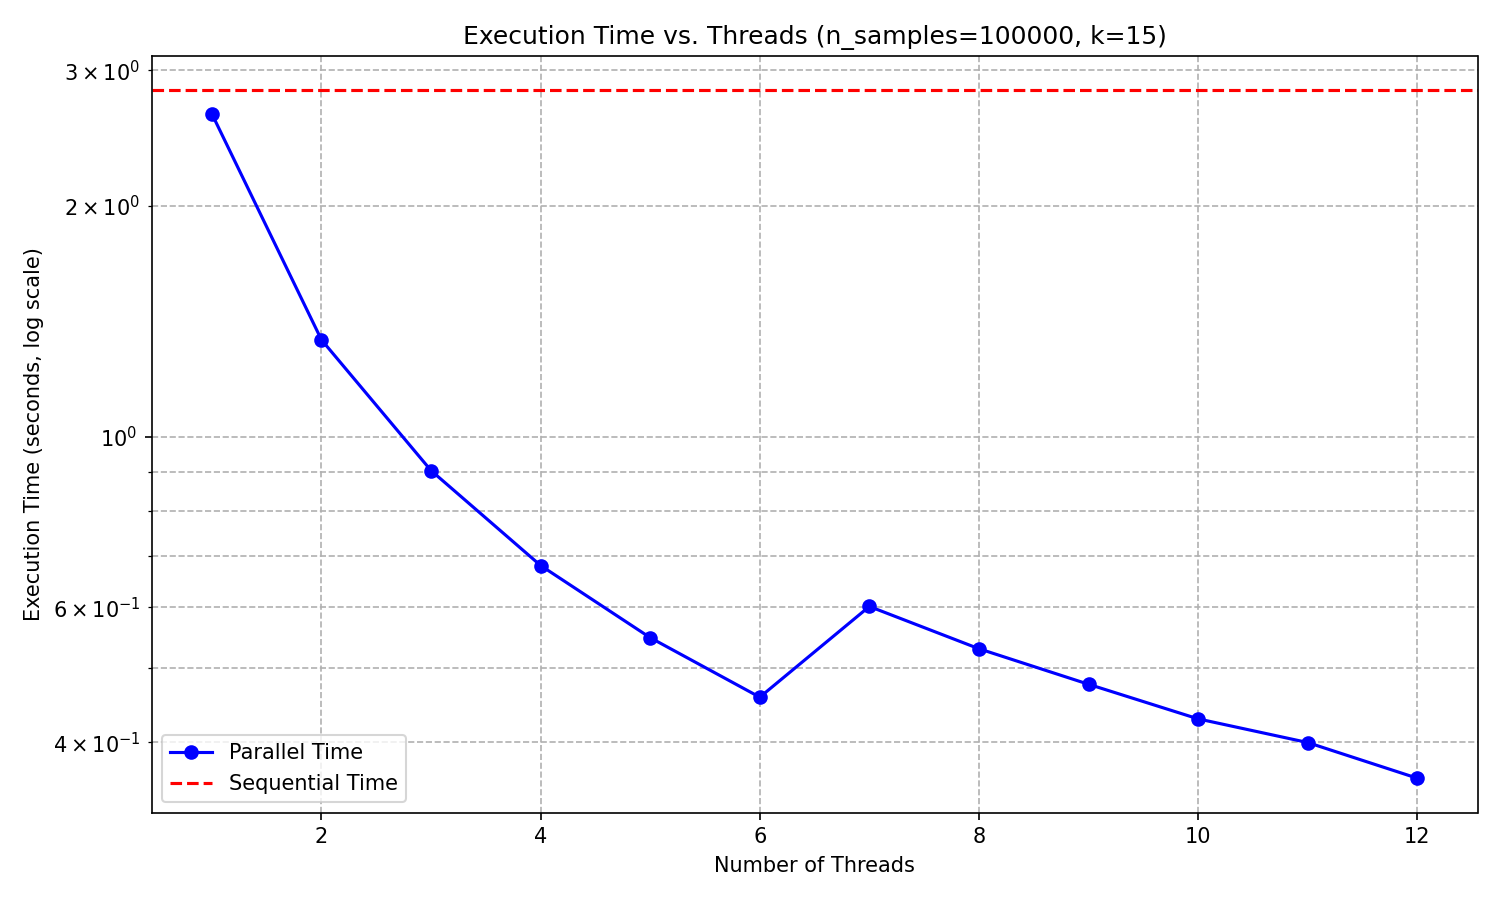 Execution Time vs. Threads (n_samples=100000, k=15)
Execution Time (seconds, log scale)
3 × 10⁰
2 × 10⁰
10⁰
6 × 10⁻¹
4 × 10⁻¹
Parallel Time
Sequential Time
2 4 6 8 10 12
Number of Threads